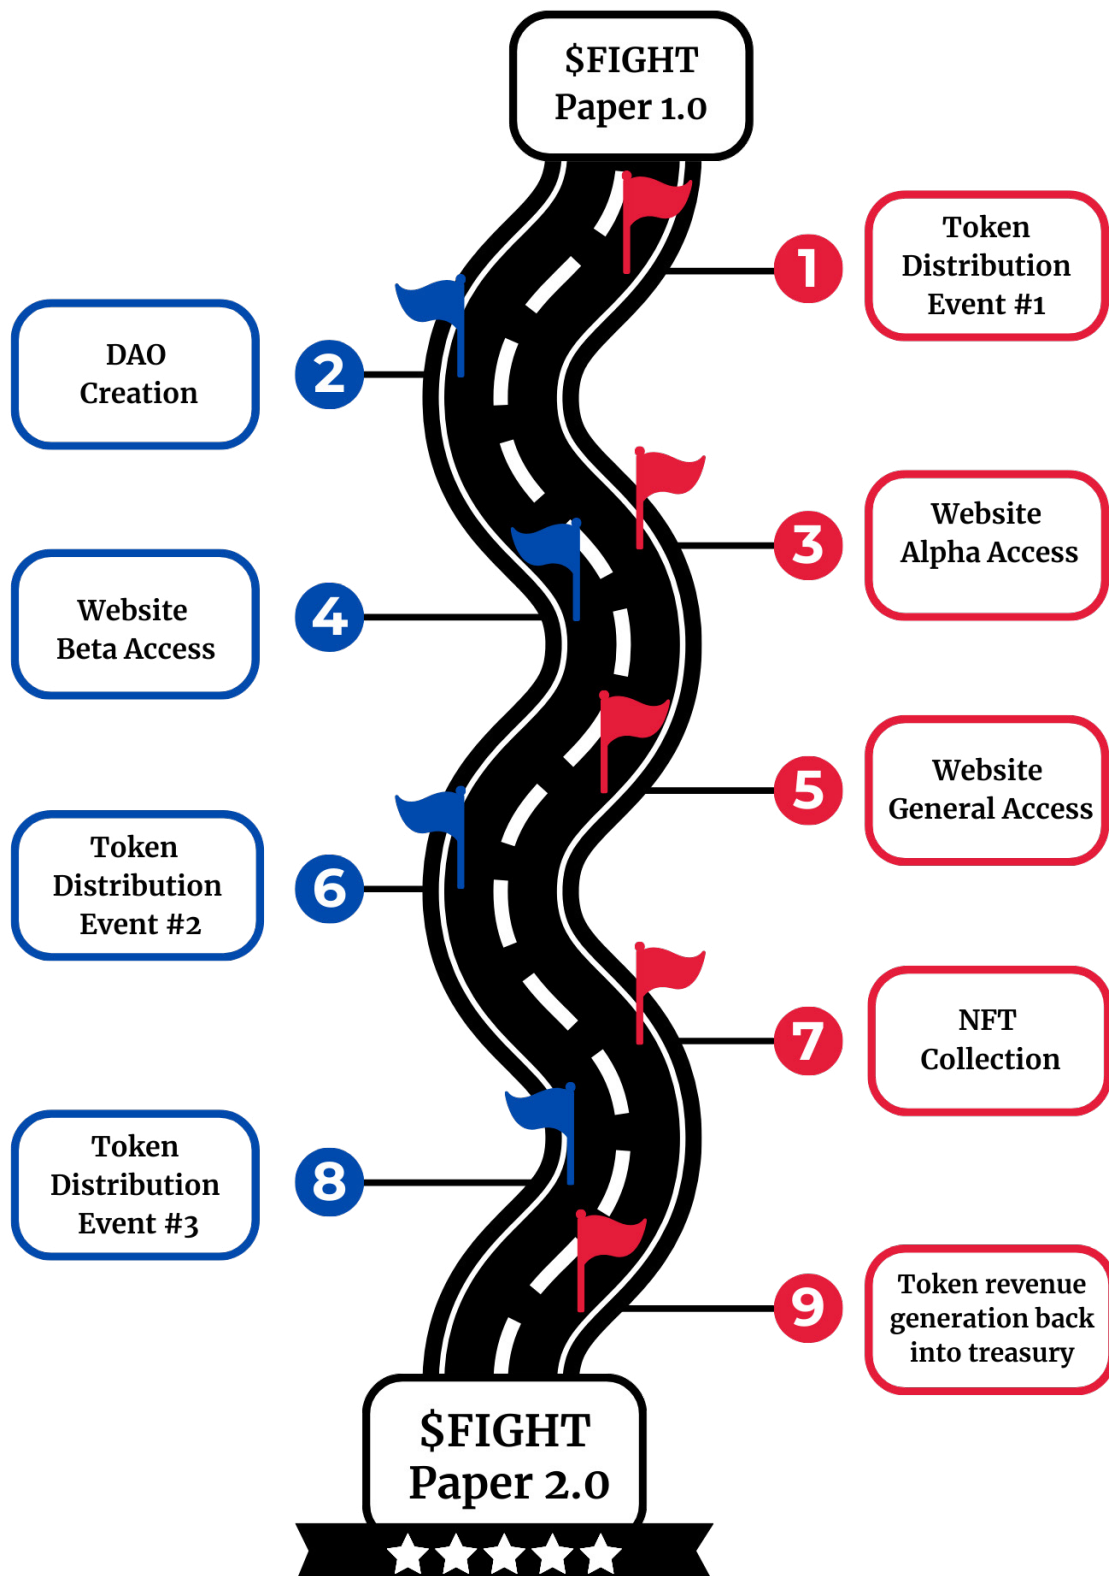 $FIGHT
Paper 1.0
1
Token
Distribution
Event #1
2
DAO
Creation
3
Website
Alpha Access
4
Website
Beta Access
5
Website
General Access
6
Token
Distribution
Event #2
7
NFT
Collection
8
Token
Distribution
Event #3
9
Token revenue
generation back
into treasury
$FIGHT
Paper 2.0